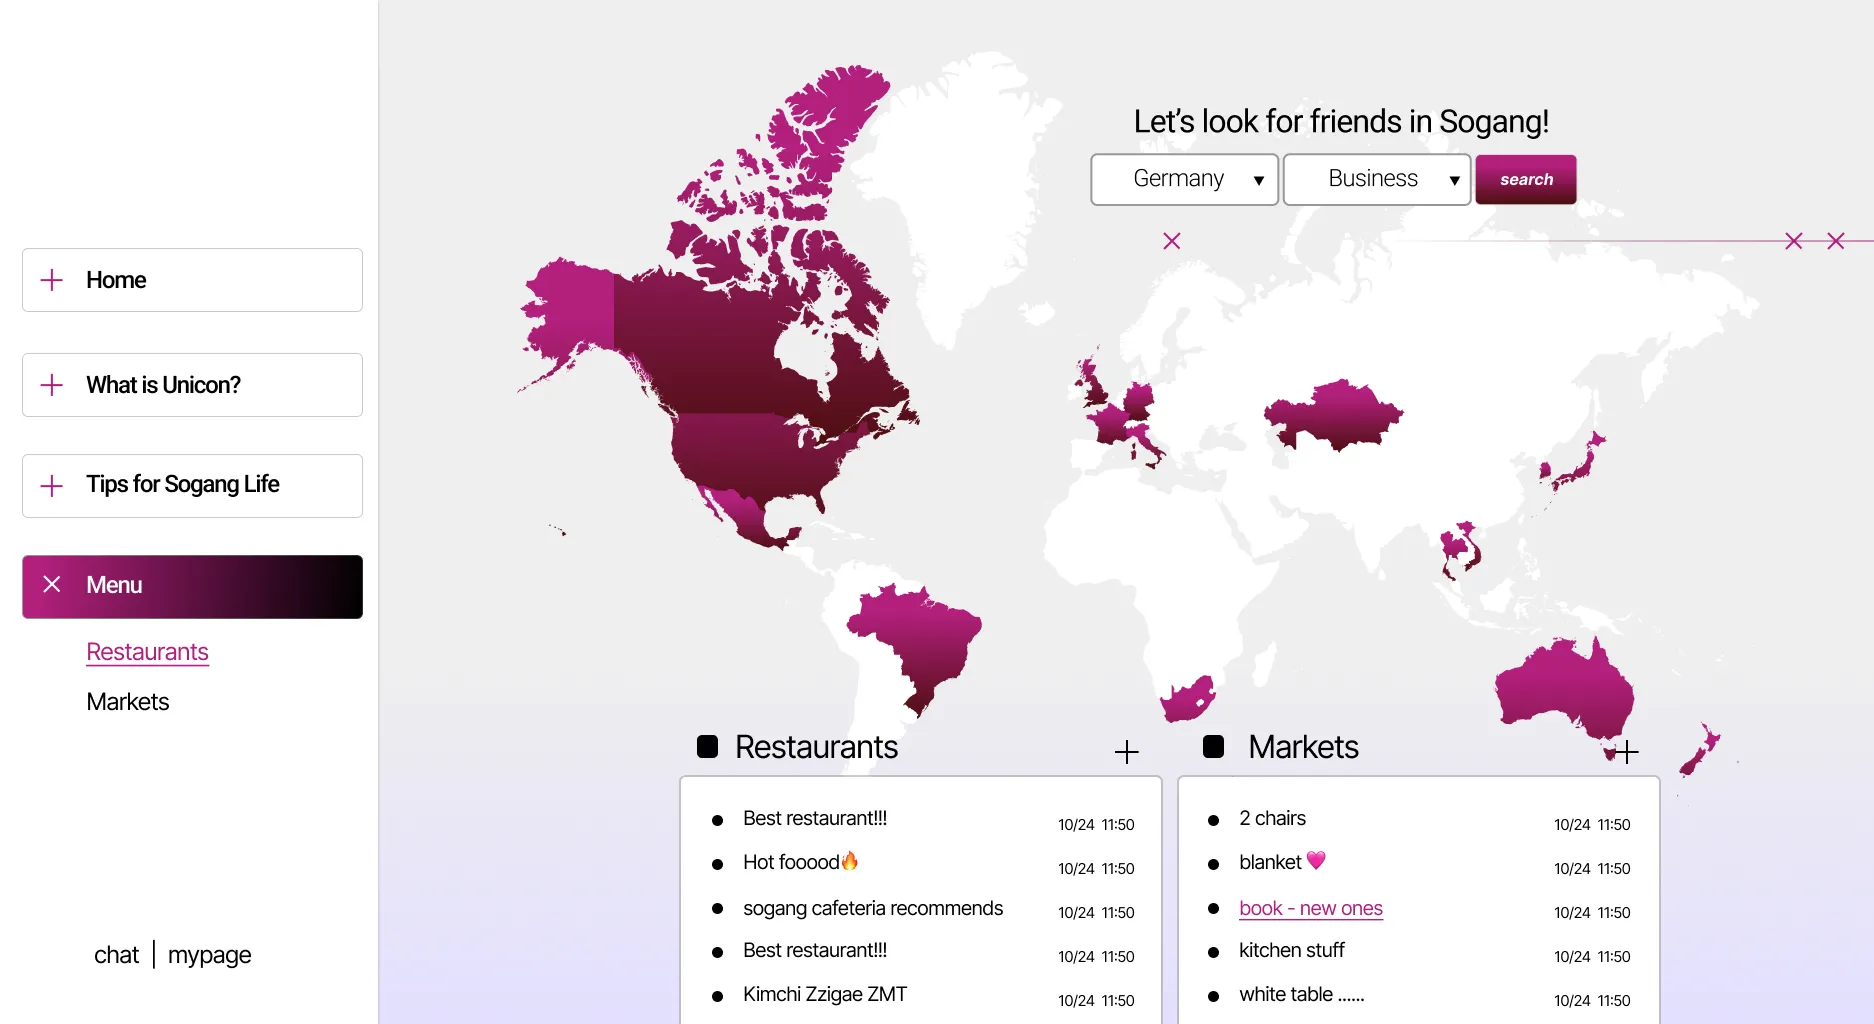 Home
What is Unicon?
Tips for Sogang Life
Menu
Restaurants
Markets
chat | mypage
Let's look for friends in Sogang!
Germany ▼ Business ▼ search
Restaurants
Best restaurant!!! 10/24 11:50
Hot fooood🔥 10/24 11:50
sogang cafeteria recommends 10/24 11:50
Best restaurant!!! 10/24 11:50
Kimchi Zzigae ZMT 10/24 11:50
Markets
2 chairs 10/24 11:50
blanket 💗 10/24 11:50
book - new ones 10/24 11:50
kitchen stuff 10/24 11:50
white table ...... 10/24 11:50